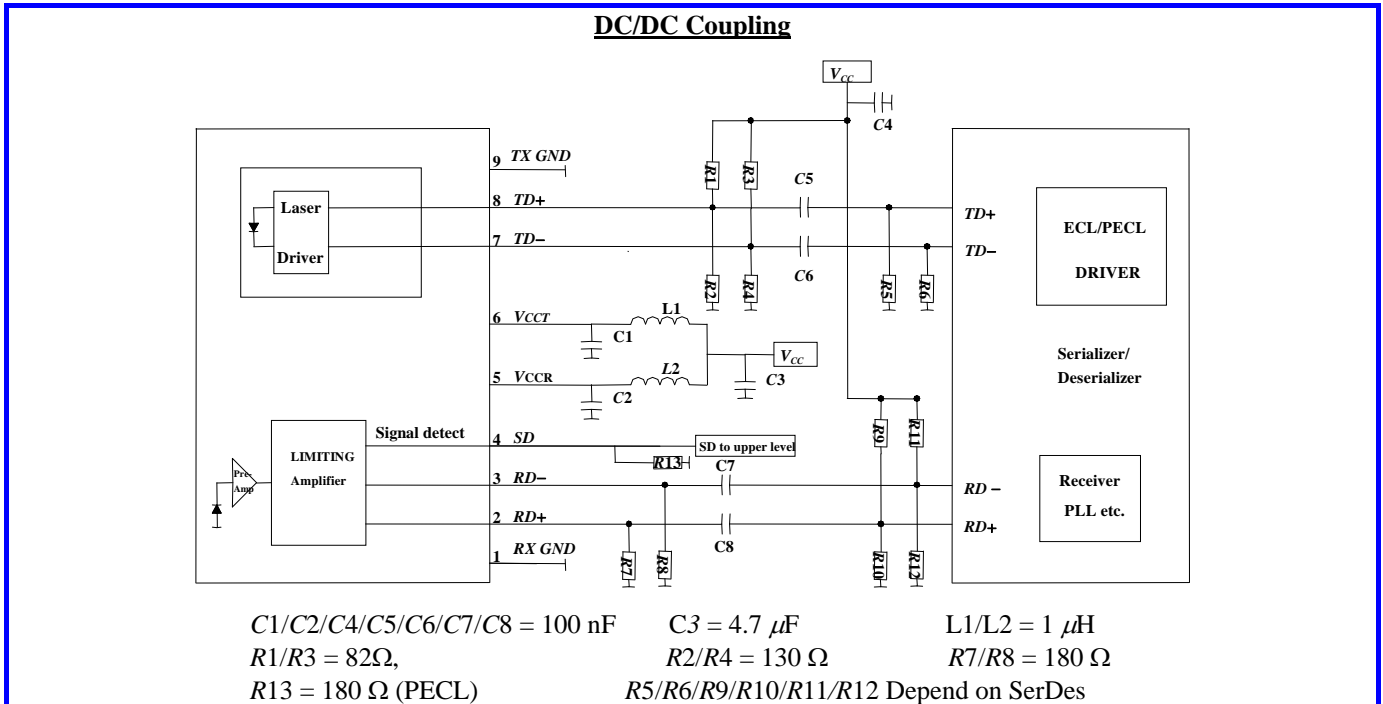 DC/DC Coupling
VCC
C4
9 TX GND
R1
R3
C5
Laser
Driver
8 TD+
7 TD−
C6
R2
R4
R5
R6
TD+
TD−
ECL/PECL
DRIVER
6 VCCT
L1
C1
VCC
C3
5 VCCR
L2
C2
Serializer/
Deserializer
R9
R11
Signal detect
4 SD
SD to upper level
R13
C7
LIMITING
Amplifier
Pre-
Amp
3 RD−
RD −
Receiver
PLL etc.
2 RD+
C8
RD+
1 RX GND
R7
R8
R10
R12
C1/C2/C4/C5/C6/C7/C8 = 100 nF C3 = 4.7 μF L1/L2 = 1 μH
R1/R3 = 82Ω, R2/R4 = 130 Ω R7/R8 = 180 Ω
R13 = 180 Ω (PECL) R5/R6/R9/R10/R11/R12 Depend on SerDes